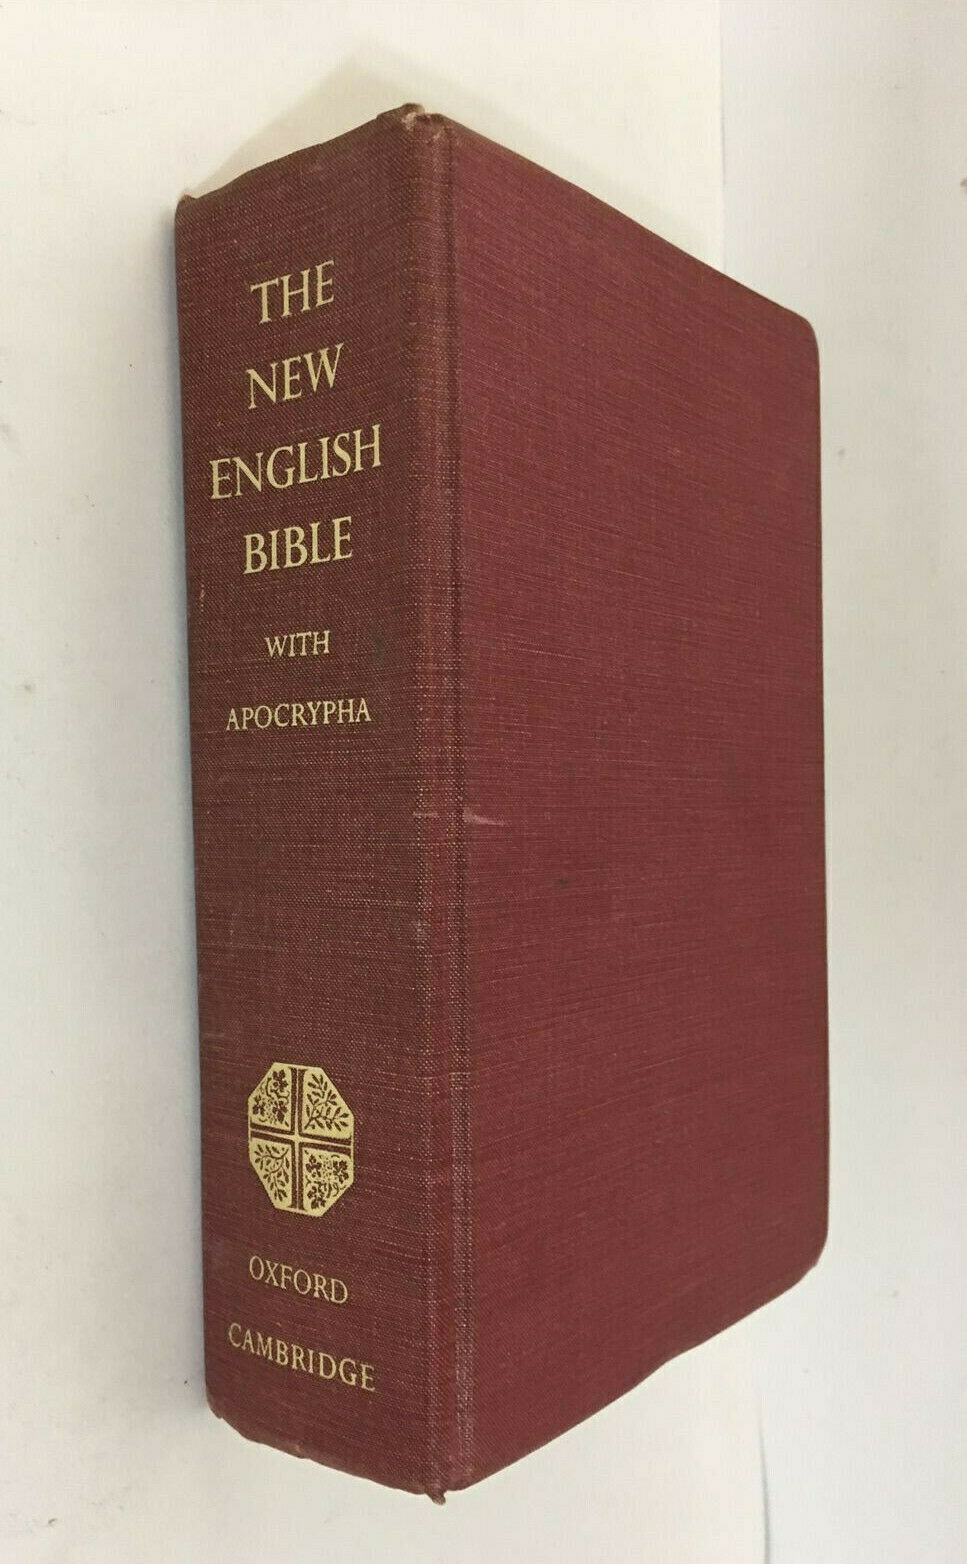 THE
NEW
ENGLISH
BIBLE
WITH
APOCRYPHA
OXFORD
CAMBRIDGE